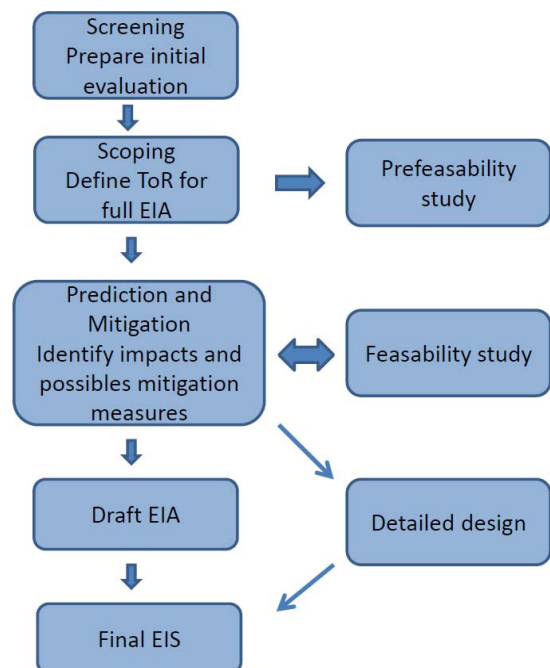 Screening
Prepare initial
evaluation
Scoping
Define ToR for
full EIA
Prefeasability
study
Prediction and
Mitigation
Identify impacts and
possibles mitigation
measures
Feasability study
Draft EIA
Detailed design
Final EIS